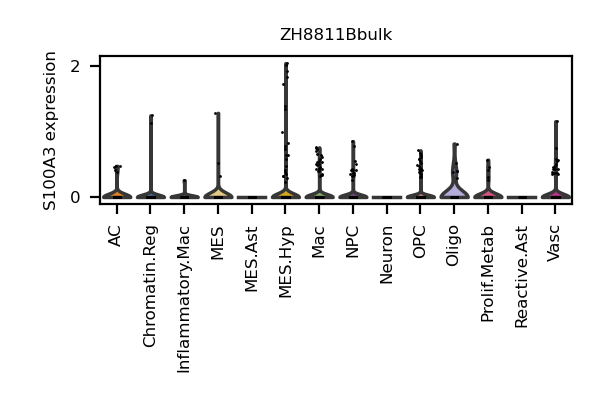 ZH8811Bbulk
S100A3 expression
2
0
AC
Chromatin.Reg
Inflammatory.Mac
MES
MES.Ast
MES.Hyp
Mac
NPC
Neuron
OPC
Oligo
Prolif.Metab
Reactive.Ast
Vasc